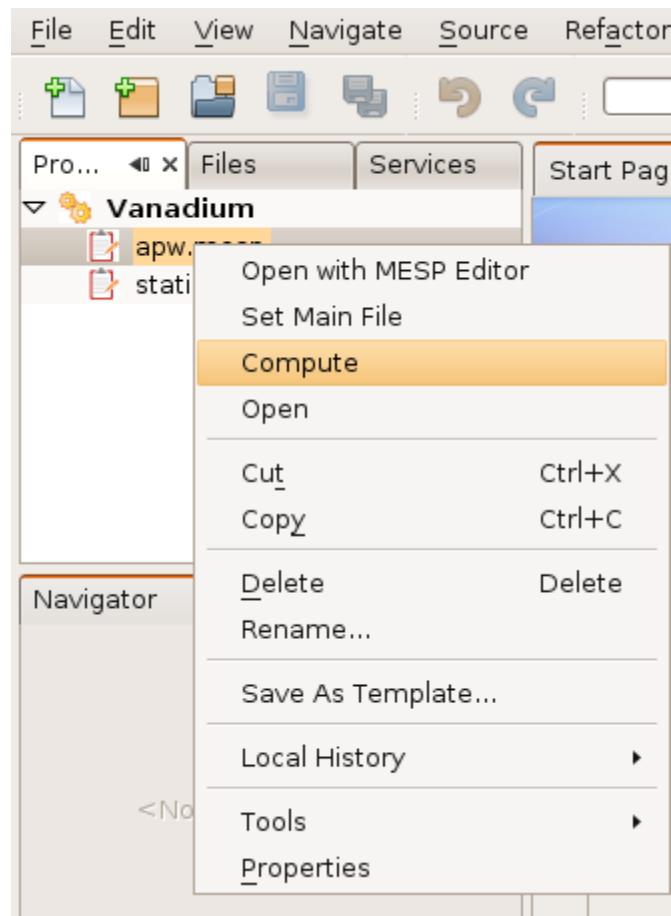 File Edit View Navigate Source Refactor
Pro... Files Services Start Pag
Vanadium
apw.mesp
stati
Open with MESP Editor
Set Main File
Compute
Open
Cut Ctrl+X
Copy Ctrl+C
Delete Delete
Rename...
Save As Template...
Local History
Tools
Properties
Navigator
<No